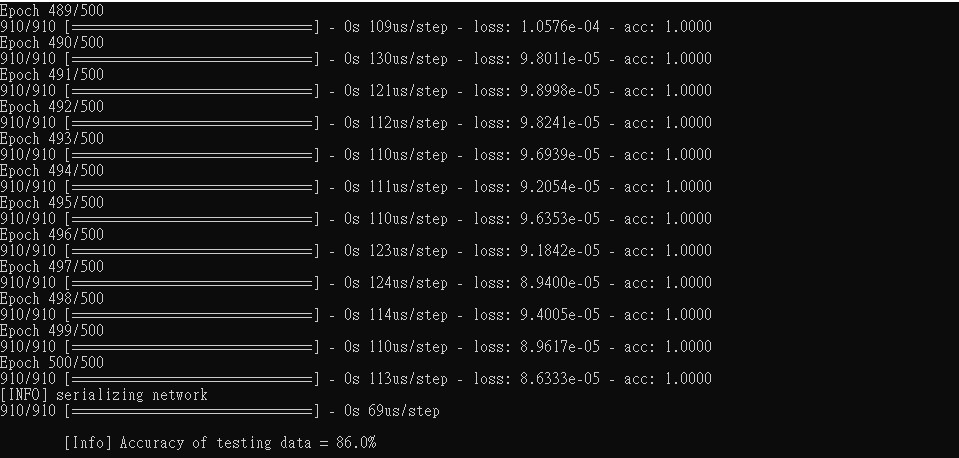 Epoch 489/500
910/910 [==============================] - 0s 109us/step - loss: 1.0576e-04 - acc: 1.0000
Epoch 490/500
910/910 [==============================] - 0s 130us/step - loss: 9.8011e-05 - acc: 1.0000
Epoch 491/500
910/910 [==============================] - 0s 121us/step - loss: 9.8998e-05 - acc: 1.0000
Epoch 492/500
910/910 [==============================] - 0s 112us/step - loss: 9.8241e-05 - acc: 1.0000
Epoch 493/500
910/910 [==============================] - 0s 110us/step - loss: 9.6939e-05 - acc: 1.0000
Epoch 494/500
910/910 [==============================] - 0s 111us/step - loss: 9.2054e-05 - acc: 1.0000
Epoch 495/500
910/910 [==============================] - 0s 110us/step - loss: 9.6353e-05 - acc: 1.0000
Epoch 496/500
910/910 [==============================] - 0s 123us/step - loss: 9.1842e-05 - acc: 1.0000
Epoch 497/500
910/910 [==============================] - 0s 124us/step - loss: 8.9400e-05 - acc: 1.0000
Epoch 498/500
910/910 [==============================] - 0s 114us/step - loss: 9.4005e-05 - acc: 1.0000
Epoch 499/500
910/910 [==============================] - 0s 110us/step - loss: 8.9617e-05 - acc: 1.0000
Epoch 500/500
910/910 [==============================] - 0s 113us/step - loss: 8.6333e-05 - acc: 1.0000
[INFO] serializing network
910/910 [==============================] - 0s 69us/step
[Info] Accuracy of testing data = 86.0%